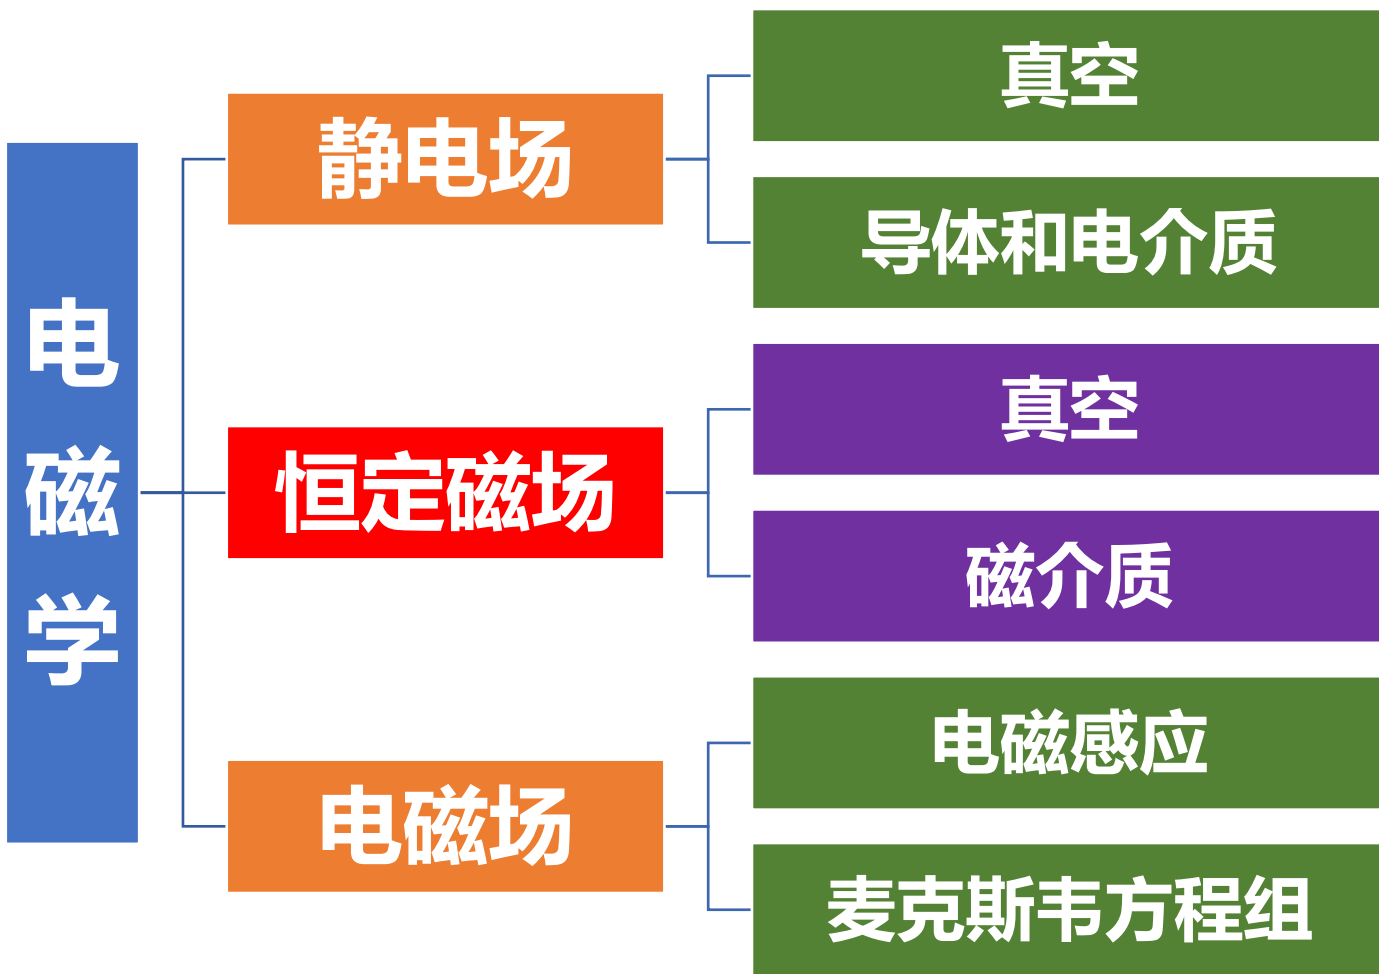 电磁学
静电场
真空
导体和电介质
恒定磁场
真空
磁介质
电磁场
电磁感应
麦克斯韦方程组